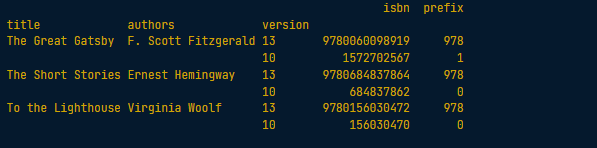 isbn prefix
title authors version
The Great Gatsby F. Scott Fitzgerald 13 9780060098919 978
10 1572702567 1
The Short Stories Ernest Hemingway 13 9780684837864 978
10 684837862 0
To the Lighthouse Virginia Woolf 13 9780156030472 978
10 156030470 0